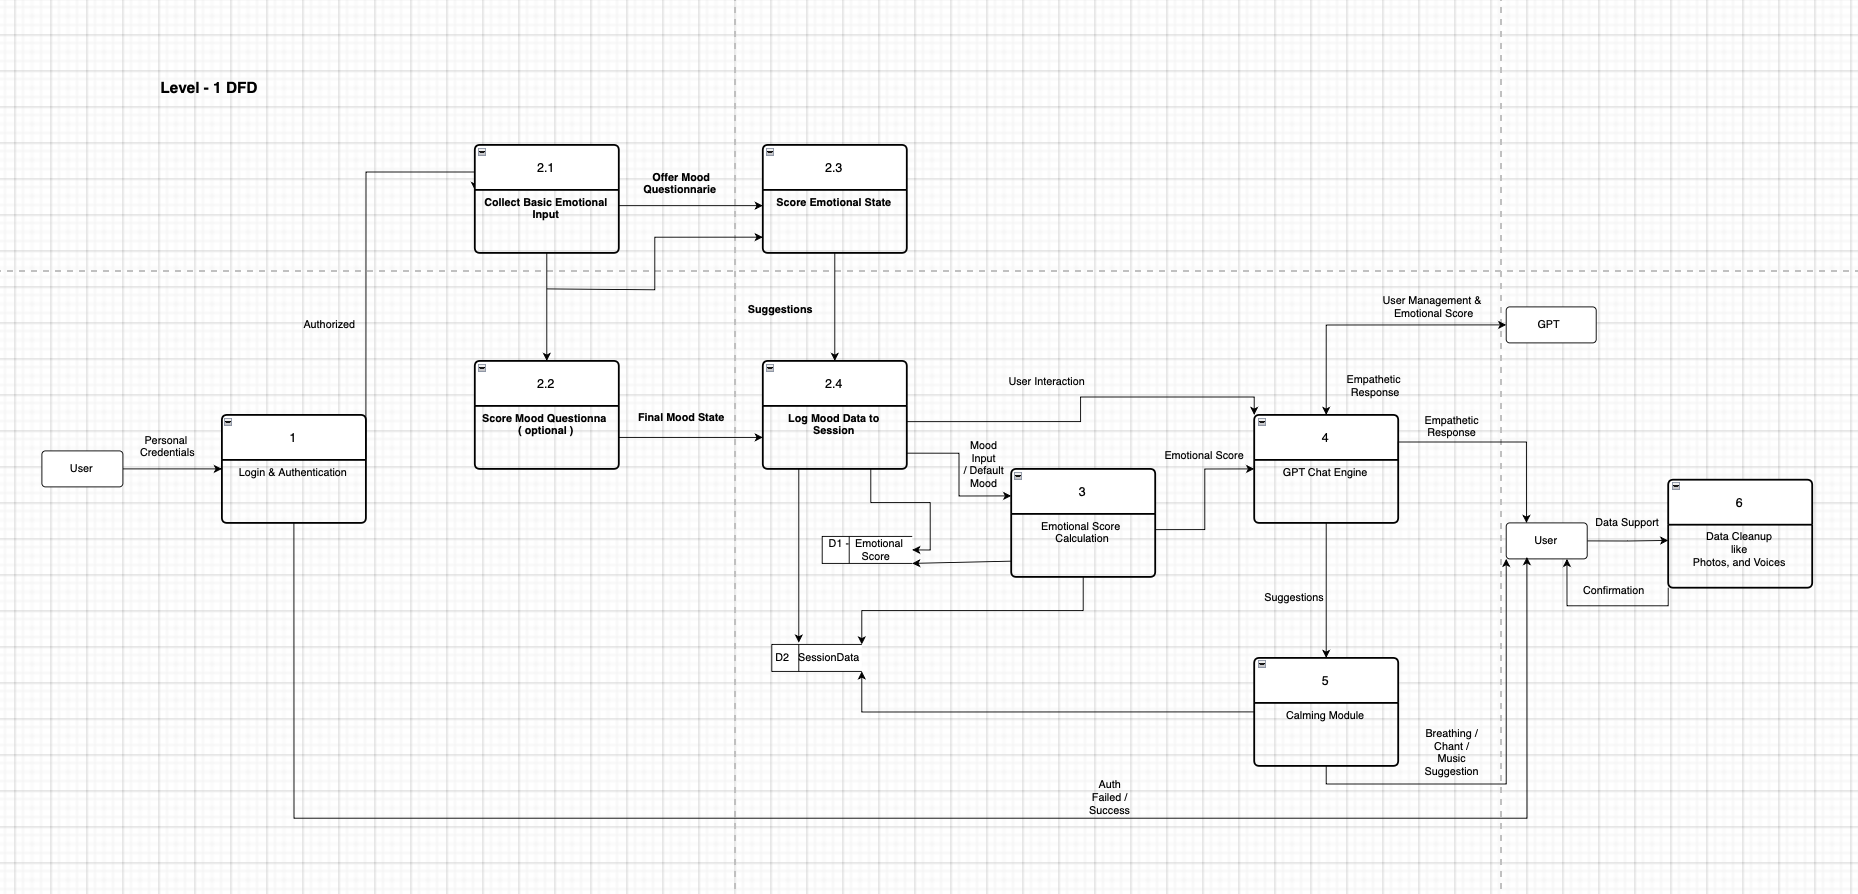 Level - 1 DFD
2.1
Collect Basic Emotional
Input
Offer Mood
Questionnarie
2.3
Score Emotional State
Authorized
Suggestions
User Management &
Emotional Score
GPT
2.2
Score Mood Questionna
( optional )
Final Mood State
2.4
Log Mood Data to
Session
User Interaction
Empathetic
Response
User
Personal
Credentials
1
Login & Authentication
Mood
Input
/ Default
Mood
Emotional Score
4
GPT Chat Engine
Empathetic
Response
3
Emotional Score
Calculation
D1 -
Emotional
Score
User
Data Support
6
Data Cleanup
like
Photos, and Voices
Confirmation
Suggestions
D2
SessionData
5
Calming Module
Breathing /
Chant /
Music
Suggestion
Auth
Failed /
Success